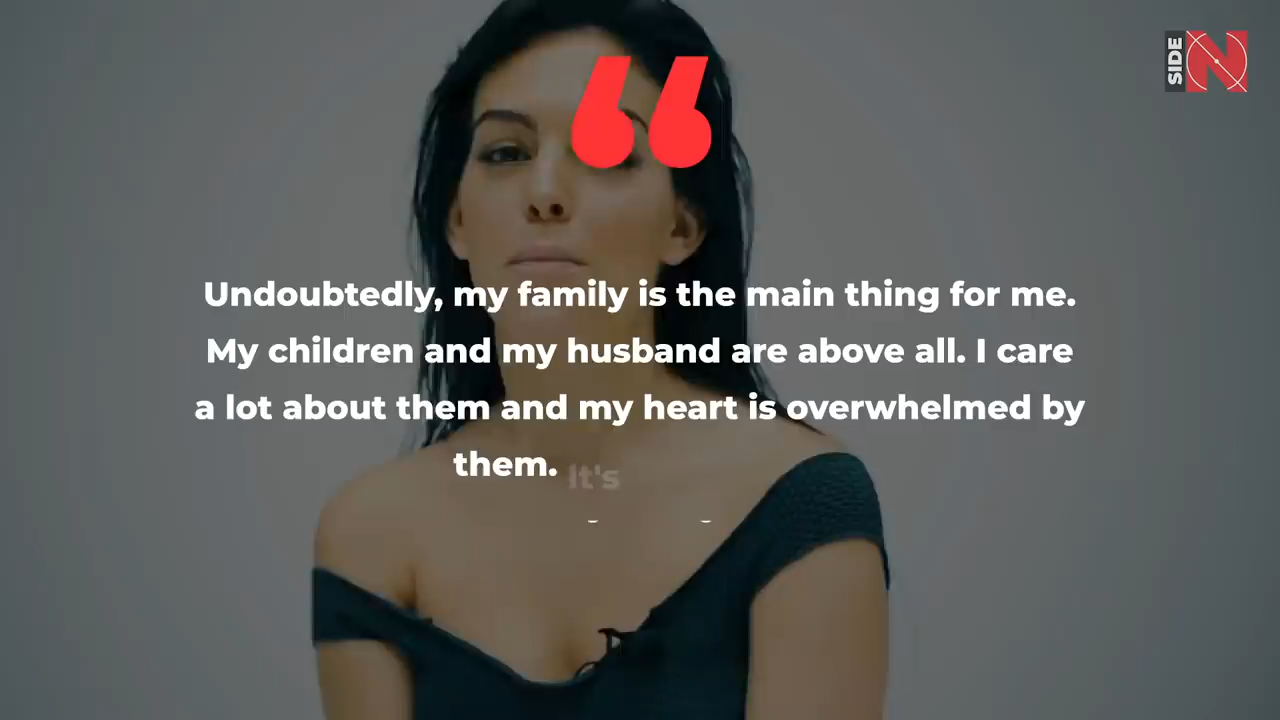 SIDE
N
Undoubtedly, my family is the main thing for me.
My children and my husband are above all. I care
a lot about them and my heart is overwhelmed by
them. It's